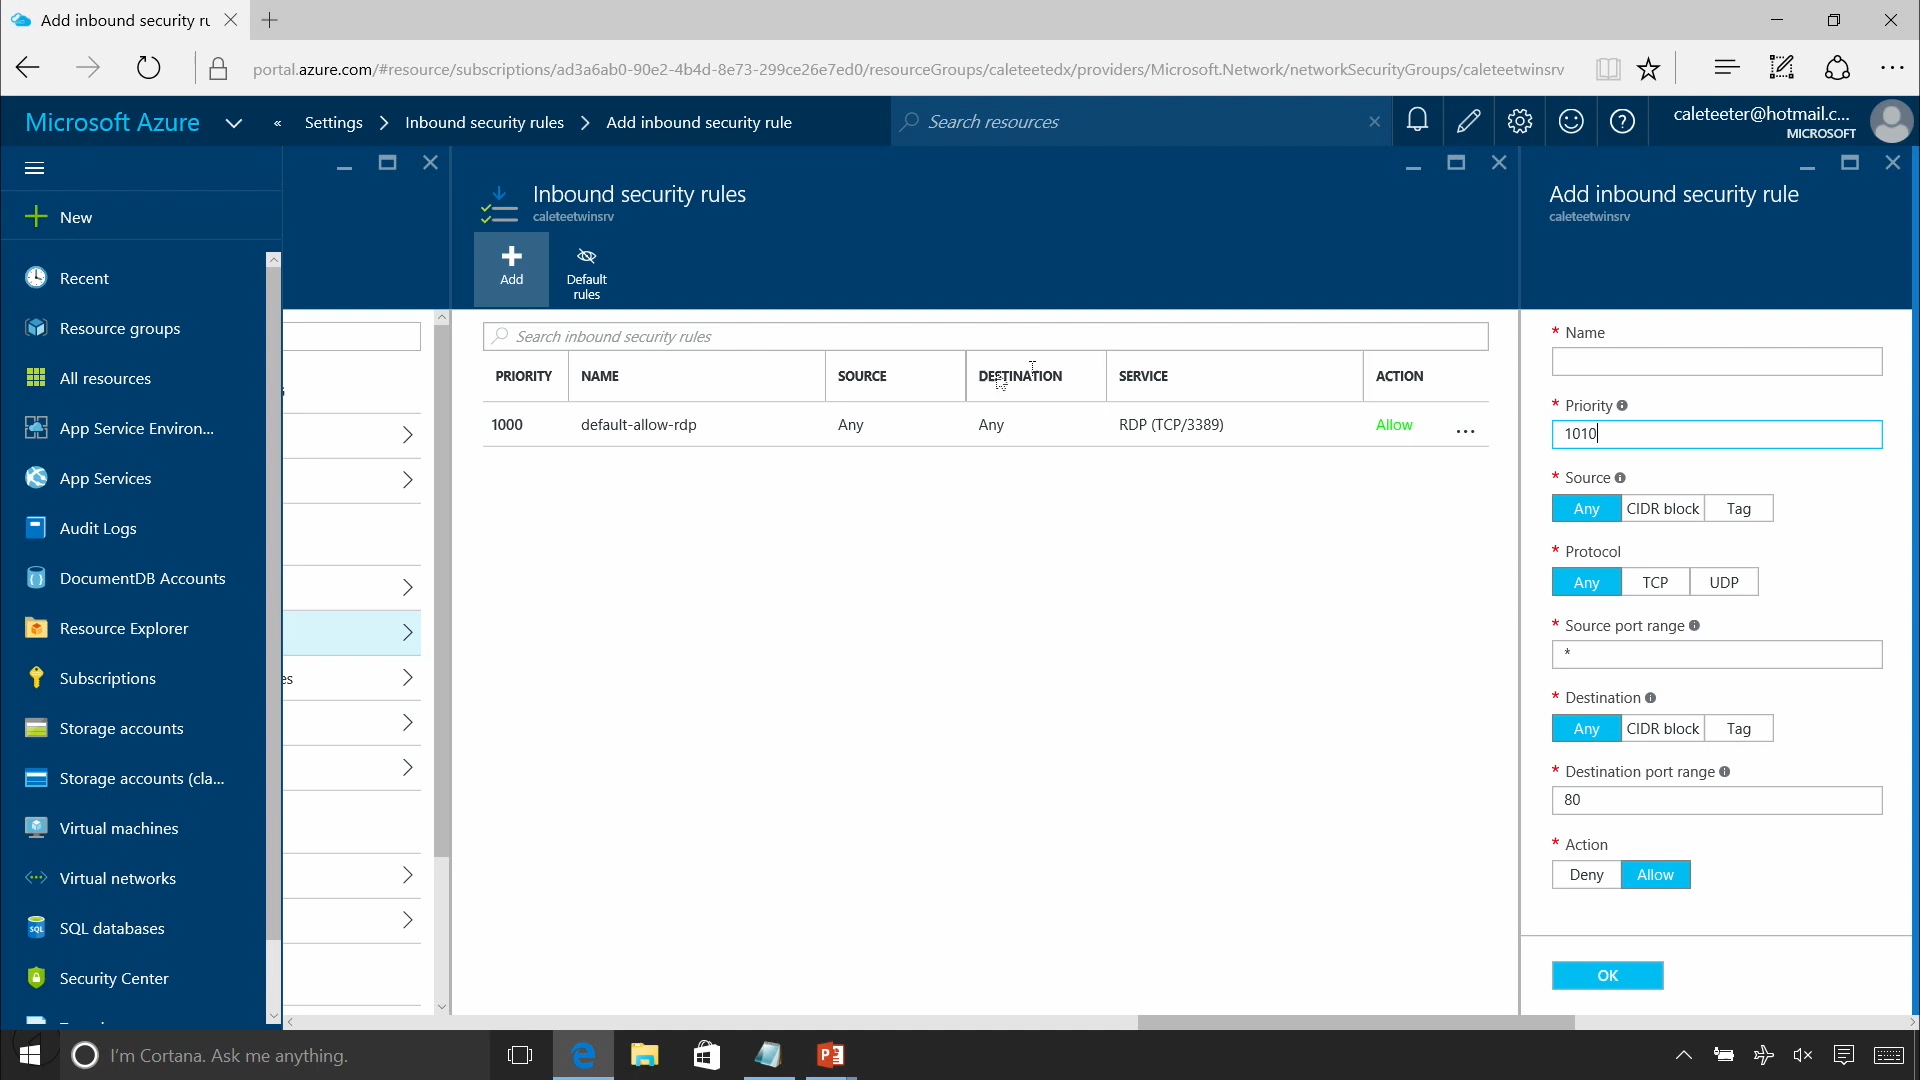 Add inbound security ru
portal.azure.com/#resource/subscriptions/ad3a6ab0-90e2-4b4d-8e73-299ce26e7ed0/resourceGroups/caleteetedx/providers/Microsoft.Network/networkSecurityGroups/caleteetwinsrv
Microsoft Azure
« Settings > Inbound security rules > Add inbound security rule
Search resources
caleteeter@hotmail.c...
MICROSOFT
New
Recent
Resource groups
All resources
App Service Environ...
App Services
Audit Logs
DocumentDB Accounts
Resource Explorer
Subscriptions
Storage accounts
Storage accounts (cla...
Virtual machines
Virtual networks
SQL databases
Security Center
es
Inbound security rules
caleteetwinsrv
Add
Default
rules
Search inbound security rules
PRIORITY NAME SOURCE DESTINATION SERVICE ACTION
1000 default-allow-rdp Any Any RDP (TCP/3389) Allow ...
Add inbound security rule
caleteetwinsrv
* Name
* Priority
1010
* Source
Any CIDR block Tag
* Protocol
Any TCP UDP
* Source port range
*
* Destination
Any CIDR block Tag
* Destination port range
80
* Action
Deny Allow
OK
I'm Cortana. Ask me anything.